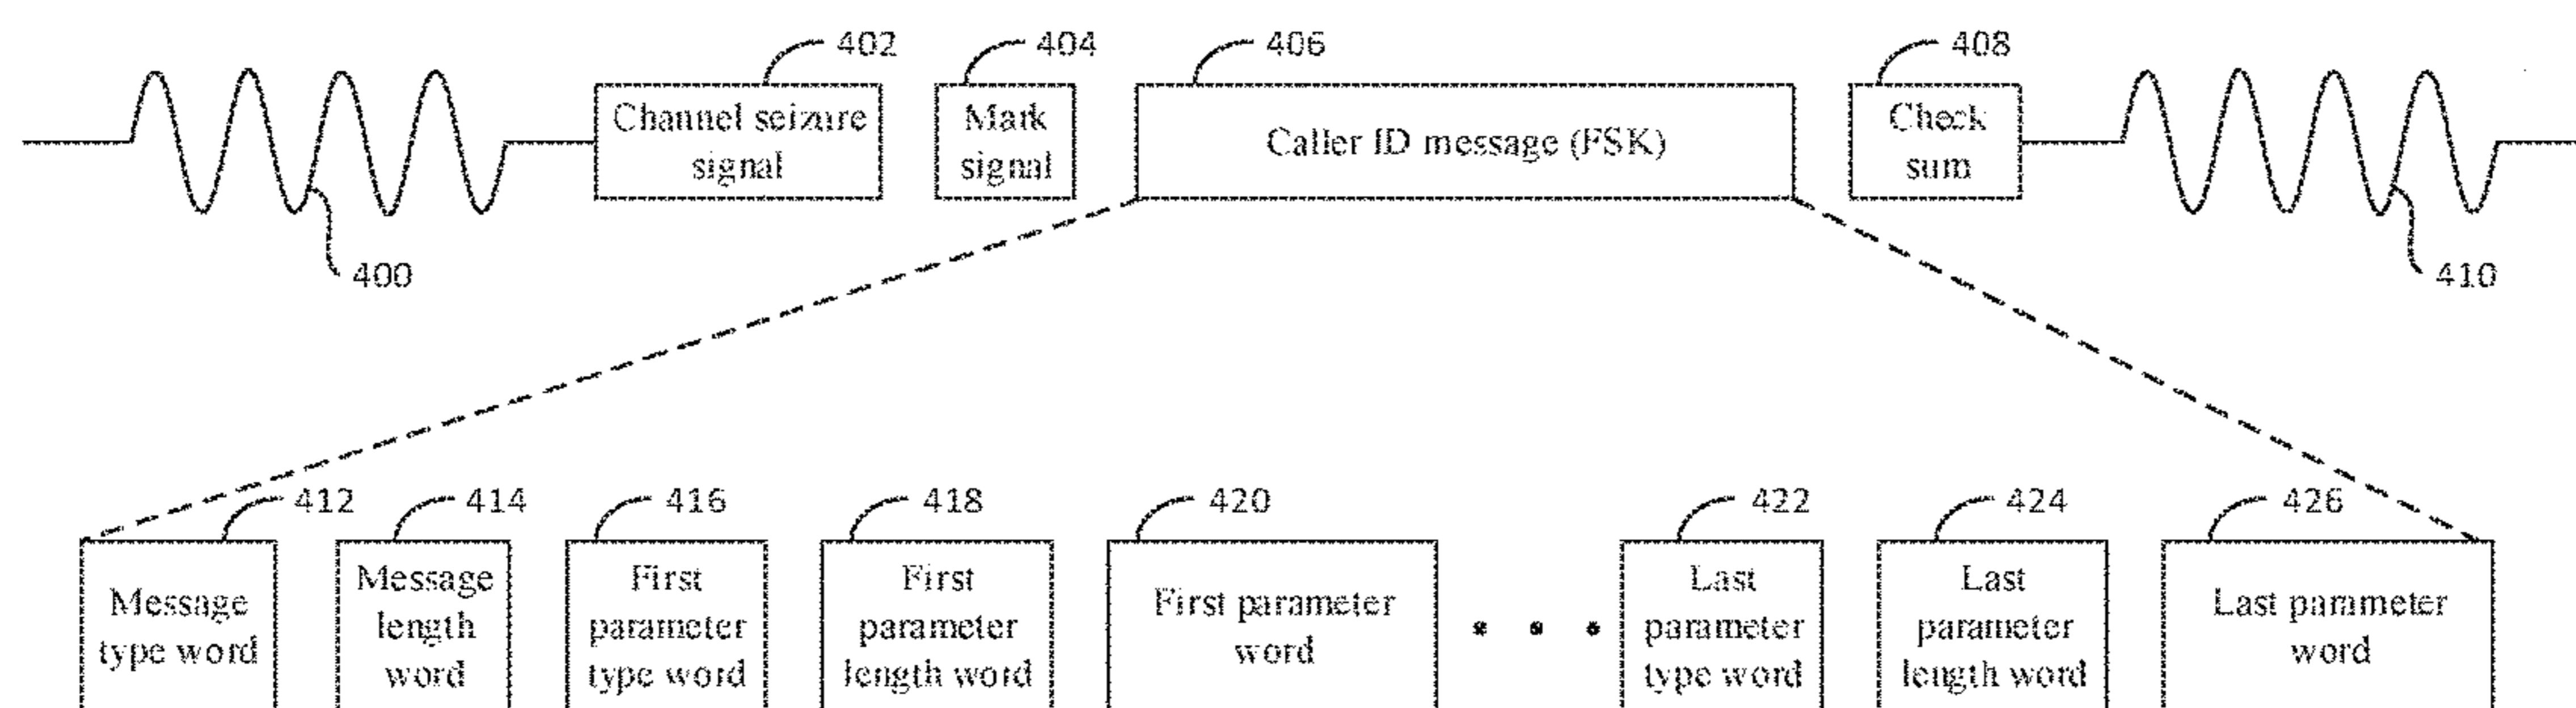 402
404
406
408
Channel seizure
signal
Mark
signal
Caller ID message (FSK)
Check
sum
400
410
412
414
416
418
420
422
424
426
Message
type word
Message
length
word
First
parameter
type word
First
parameter
length word
First parameter
word
• • •
Last
parameter
type word
Last
parameter
length word
Last parameter
word